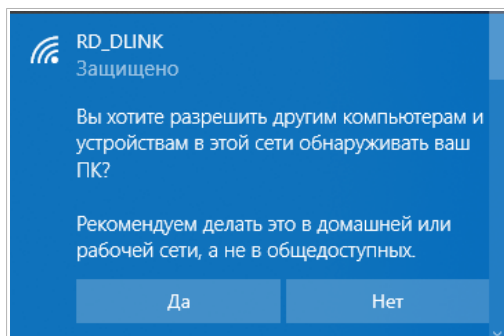 RD_DLINK
Защищено
Вы хотите разрешить другим компьютерам и
устройствам в этой сети обнаруживать ваш
ПК?
Рекомендуем делать это в домашней или
рабочей сети, а не в общедоступных.
Да
Нет